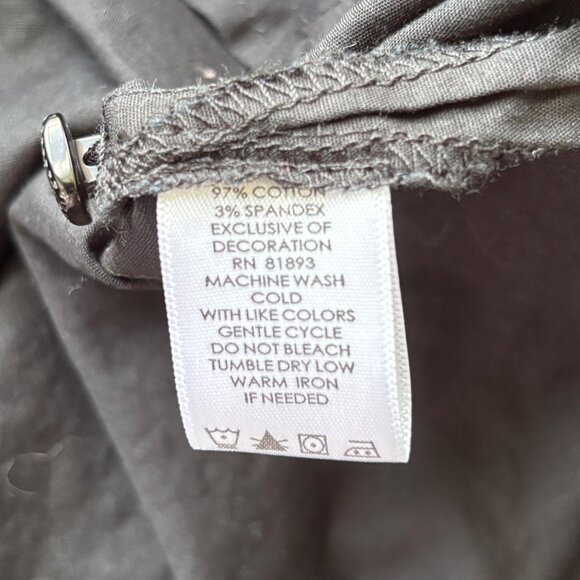 97% COTTON
3% SPANDEX
EXCLUSIVE OF
DECORATION
RN 81893
MACHINE WASH
COLD
WITH LIKE COLORS
GENTLE CYCLE
DO NOT BLEACH
TUMBLE DRY LOW
WARM IRON
IF NEEDED